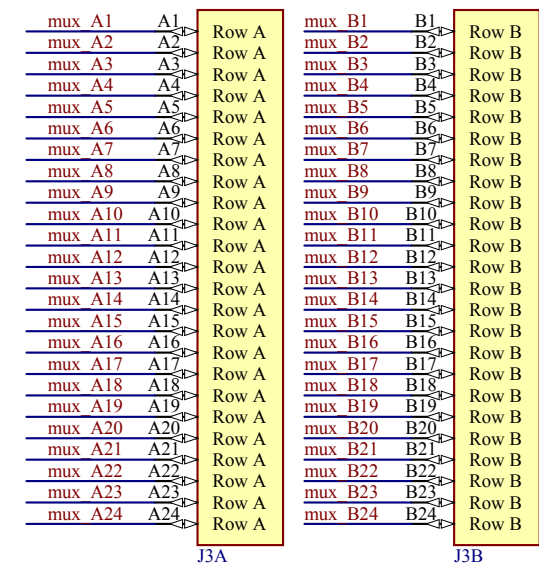 mux_A1 A1 Row A mux_B1 B1 Row B
mux_A2 A2 Row A mux_B2 B2 Row B
mux_A3 A3 Row A mux_B3 B3 Row B
mux_A4 A4 Row A mux_B4 B4 Row B
mux_A5 A5 Row A mux_B5 B5 Row B
mux_A6 A6 Row A mux_B6 B6 Row B
mux_A7 A7 Row A mux_B7 B7 Row B
mux_A8 A8 Row A mux_B8 B8 Row B
mux_A9 A9 Row A mux_B9 B9 Row B
mux_A10 A10 Row A mux_B10 B10 Row B
mux_A11 A11 Row A mux_B11 B11 Row B
mux_A12 A12 Row A mux_B12 B12 Row B
mux_A13 A13 Row A mux_B13 B13 Row B
mux_A14 A14 Row A mux_B14 B14 Row B
mux_A15 A15 Row A mux_B15 B15 Row B
mux_A16 A16 Row A mux_B16 B16 Row B
mux_A17 A17 Row A mux_B17 B17 Row B
mux_A18 A18 Row A mux_B18 B18 Row B
mux_A19 A19 Row A mux_B19 B19 Row B
mux_A20 A20 Row A mux_B20 B20 Row B
mux_A21 A21 Row A mux_B21 B21 Row B
mux_A22 A22 Row A mux_B22 B22 Row B
mux_A23 A23 Row A mux_B23 B23 Row B
mux_A24 A24 Row A mux_B24 B24 Row B
J3A J3B